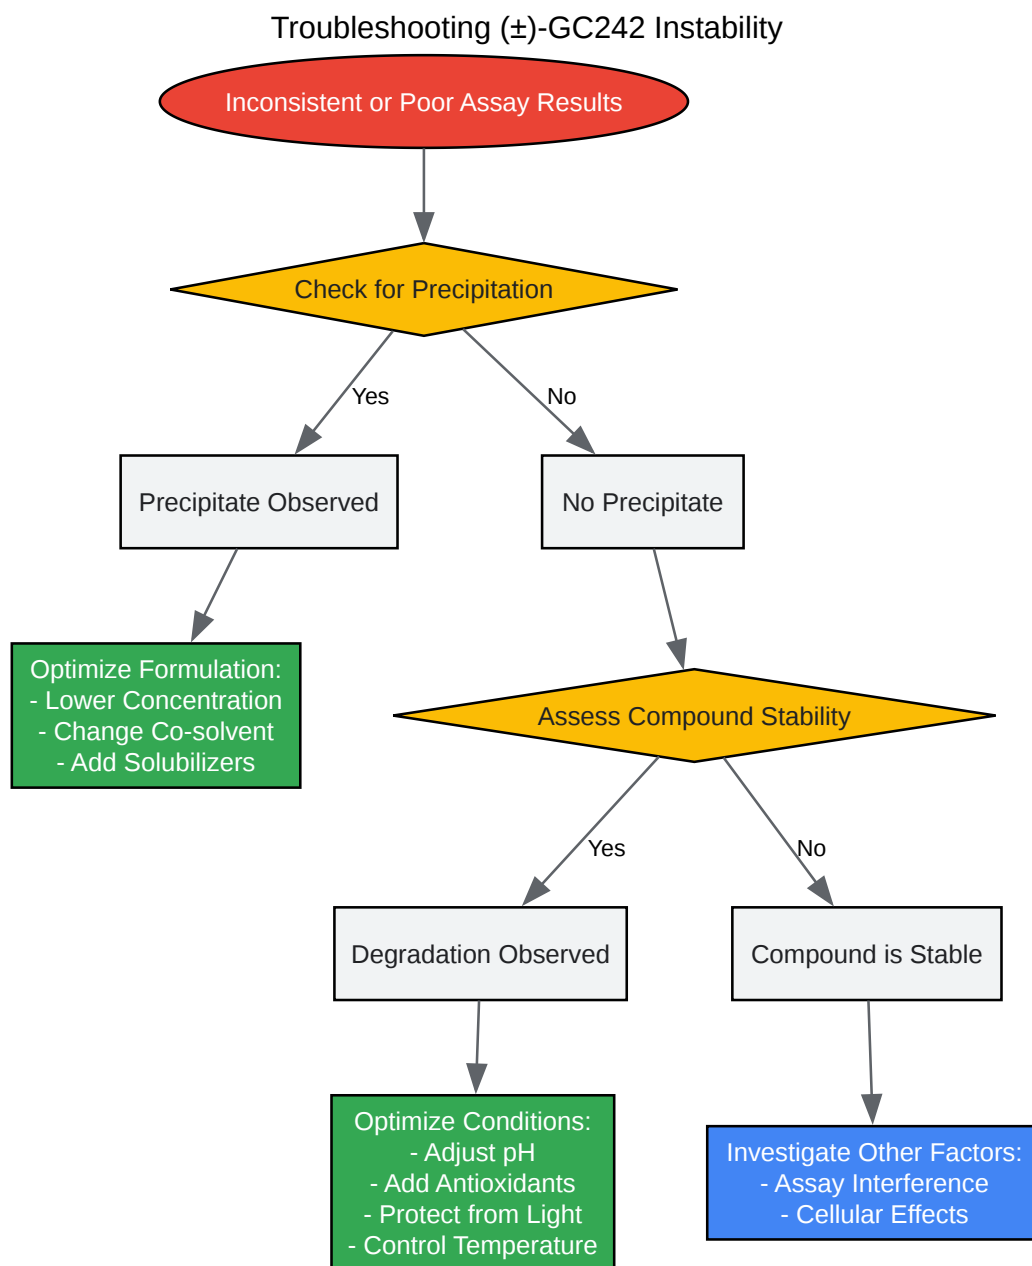 Troubleshooting (±)-GC242 Instability
Inconsistent or Poor Assay Results
Check for Precipitation
Yes
No
Precipitate Observed
No Precipitate
Optimize Formulation:
- Lower Concentration
- Change Co-solvent
- Add Solubilizers
Assess Compound Stability
Yes
No
Degradation Observed
Compound is Stable
Optimize Conditions:
- Adjust pH
- Add Antioxidants
- Protect from Light
- Control Temperature
Investigate Other Factors:
- Assay Interference
- Cellular Effects